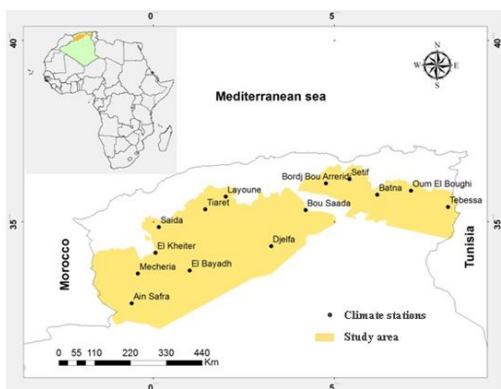 0
5
40
40
N
W
E
S
Mediterranean sea
Bordj Bou Arreridj
Setif
Layoune
Batna
Oum El Boughi
Tiaret
Bou Saada
Tebessa
35
35
Saida
El Kheiter
Djelfa
Mecheria
El Bayadh
Morocco
Tunisia
Ain Safra
Climate stations
Study area
0 55 110 220 330 440
Km
0
5